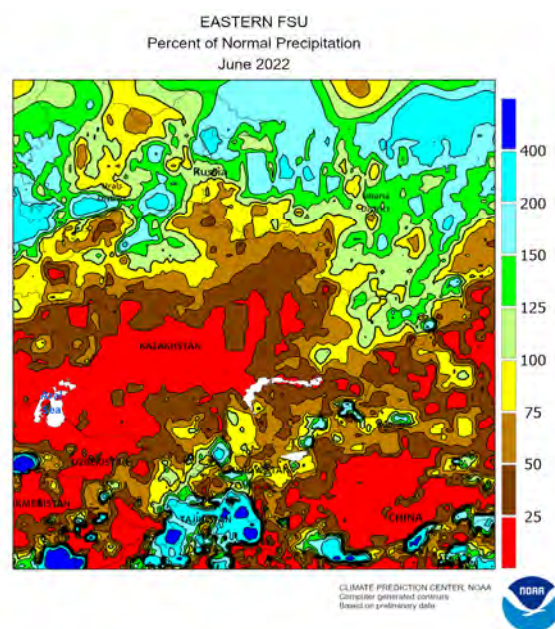 EASTERN FSU
Percent of Normal Precipitation
June 2022
Russia
KAZAKHSTAN
Sea
CHINA
400
200
150
125
100
75
50
25
CLIMATE PREDICTION CENTER, NOAA
Computer generated contours
Based on preliminary data
NOAA